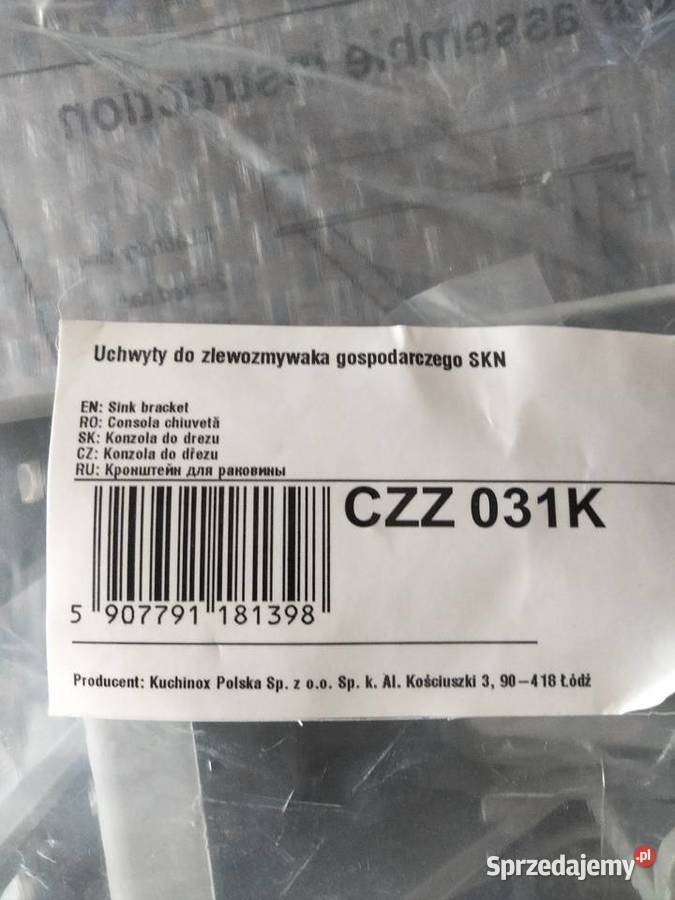 assemble instruction
Uchwyty do zlewozmywaka gospodarczego SKN
EN: Sink bracket
RO: Consola chiuvetă
SK: Konzola do drezu
CZ: Konzola do dřezu
RU: Кронштейн для раковины
CZZ 031K
5 907791 181398
Producent: Kuchinox Polska Sp. z o.o. Sp. k. Al. Kościuszki 3, 90-418 Łódź
Sprzedajemy.pl